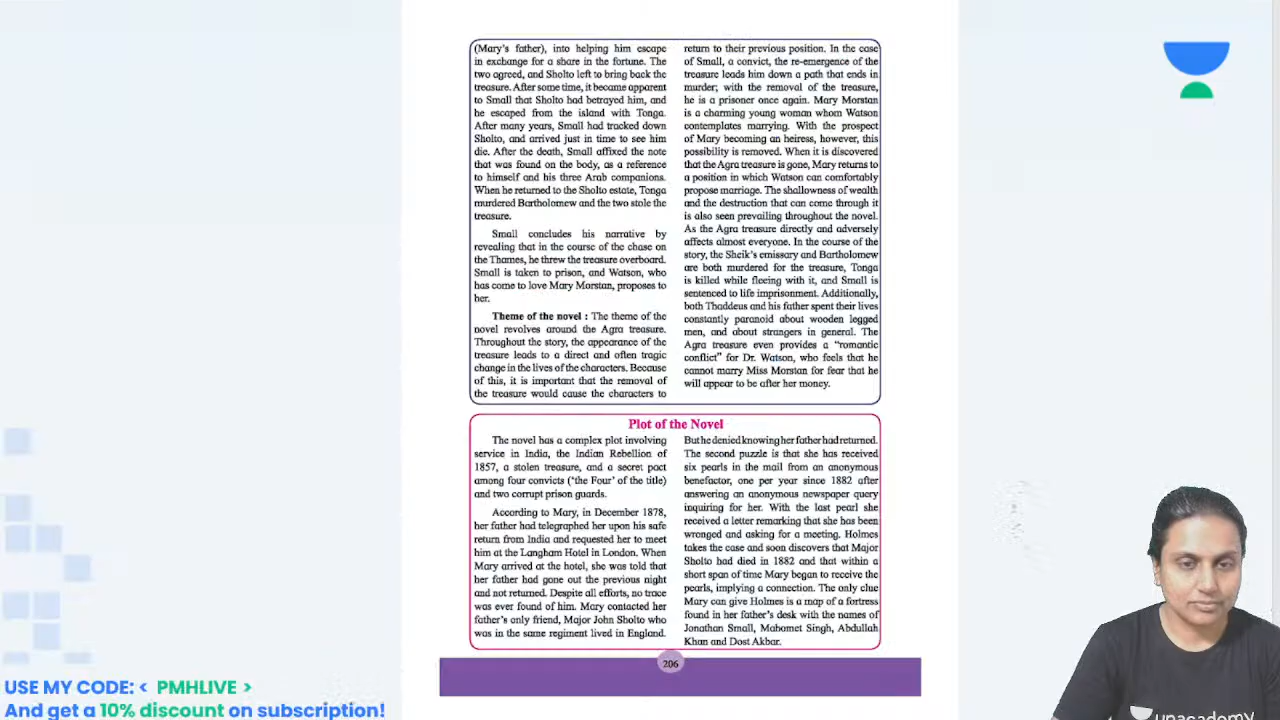 (Mary's father), into helping him escape
in exchange for a share in the fortune. The
two agreed, and Sholto left to bring back the
treasure. After some time, it became apparent
to Small that Sholto had betrayed him, and
he escaped from the island with Tonga.
After many years, Small had tracked down
Sholto, and arrived just in time to see him
die. After the death, Small affixed the note
that was found on the body, as a reference
to himself and his three Arab companions.
When he returned to the Sholto estate, Tonga
murdered Bartholomew and the two stole the
treasure.
Small concludes his narrative by
revealing that in the course of the chase on
the Thames, he threw the treasure overboard.
Small is taken to prison, and Watson, who
has come to love Mary Morstan, proposes to
her.
Theme of the novel : The theme of the
novel revolves around the Agra treasure.
Throughout the story, the appearance of the
treasure leads to a direct and often tragic
change in the lives of the characters. Because
of this, it is important that the removal of
the treasure would cause the characters to
return to their previous position. In the case
of Small, a convict, the re-emergence of the
treasure leads him down a path that ends in
murder; with the removal of the treasure,
he is a prisoner once again. Mary Morstan
is a charming young woman whom Watson
contemplates marrying. With the prospect
of Mary becoming an heiress, however, this
possibility is removed. When it is discovered
that the Agra treasure is gone, Mary returns to
a position in which Watson can comfortably
propose marriage. The shallowness of wealth
and the destruction that can come through it
is also seen prevailing throughout the novel.
As the Agra treasure directly and adversely
affects almost everyone. In the course of the
story, the Sheik's emissary and Bartholomew
are both murdered for the treasure, Tonga
is killed while fleeing with it, and Small is
sentenced to life imprisonment. Additionally,
both Thaddeus and his father spent their lives
constantly paranoid about wooden legged
men, and about strangers in general. The
Agra treasure even provides a "romantic
conflict" for Dr. Watson, who feels that he
cannot marry Miss Morstan for fear that he
will appear to be after her money.
Plot of the Novel
The novel has a complex plot involving
service in India, the Indian Rebellion of
1857, a stolen treasure, and a secret pact
among four convicts ('the Four' of the title)
and two corrupt prison guards.
According to Mary, in December 1878,
her father had telegraphed her upon his safe
return from India and requested her to meet
him at the Langham Hotel in London. When
Mary arrived at the hotel, she was told that
her father had gone out the previous night
and not returned. Despite all efforts, no trace
was ever found of him. Mary contacted her
father's only friend, Major John Sholto who
was in the same regiment lived in England.
But he denied knowing her father had returned.
The second puzzle is that she has received
six pearls in the mail from an anonymous
benefactor, one per year since 1882 after
answering an anonymous newspaper query
inquiring for her. With the last pearl she
received a letter remarking that she has been
wronged and asking for a meeting. Holmes
takes the case and soon discovers that Major
Sholto had died in 1882 and that within a
short span of time Mary began to receive the
pearls, implying a connection. The only clue
Mary can give Holmes is a map of a fortress
found in her father's desk with the names of
Jonathan Small, Mahomet Singh, Abdullah
Khan and Dost Akbar.
206
USE MY CODE: < PMHLIVE >
And get a 10% discount on subscription!
unacademy